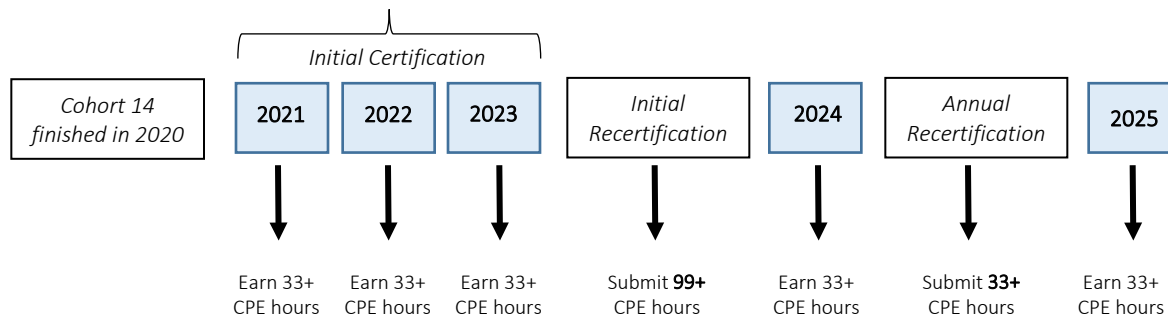 Initial Certification
Cohort 14
finished in 2020
2021
2022
2023
Initial
Recertification
2024
Annual
Recertification
2025
Earn 33+
CPE hours
Earn 33+
CPE hours
Earn 33+
CPE hours
Submit 99+
CPE hours
Earn 33+
CPE hours
Submit 33+
CPE hours
Earn 33+
CPE hours